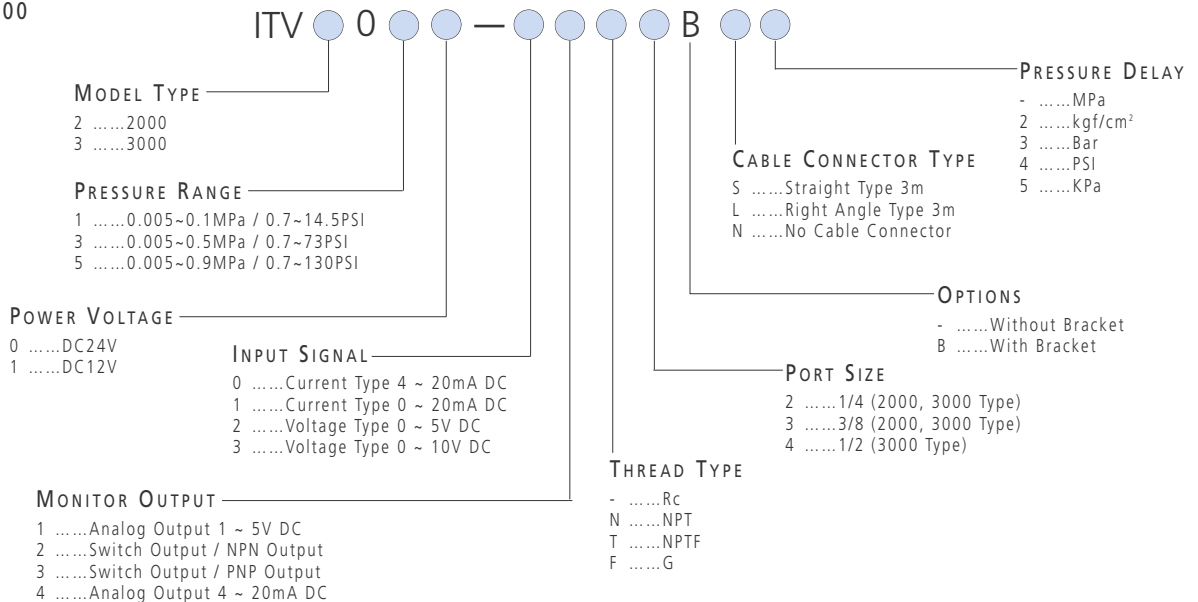 00
ITV 0 — B
MODEL TYPE
2 ......2000
3 ......3000
PRESSURE RANGE
1 ......0.005~0.1MPa / 0.7~14.5PSI
3 ......0.005~0.5MPa / 0.7~73PSI
5 ......0.005~0.9MPa / 0.7~130PSI
POWER VOLTAGE
0 ......DC24V
1 ......DC12V
INPUT SIGNAL
0 ......Current Type 4 ~ 20mA DC
1 ......Current Type 0 ~ 20mA DC
2 ......Voltage Type 0 ~ 5V DC
3 ......Voltage Type 0 ~ 10V DC
MONITOR OUTPUT
1 ......Analog Output 1 ~ 5V DC
2 ......Switch Output / NPN Output
3 ......Switch Output / PNP Output
4 ......Analog Output 4 ~ 20mA DC
THREAD TYPE
- ......Rc
N ......NPT
T ......NPTF
F ......G
PORT SIZE
2 ......1/4 (2000, 3000 Type)
3 ......3/8 (2000, 3000 Type)
4 ......1/2 (3000 Type)
OPTIONS
- ......Without Bracket
B ......With Bracket
CABLE CONNECTOR TYPE
S ......Straight Type 3m
L ......Right Angle Type 3m
N ......No Cable Connector
PRESSURE DELAY
- ......MPa
2 ......kgf/cm²
3 ......Bar
4 ......PSI
5 ......KPa